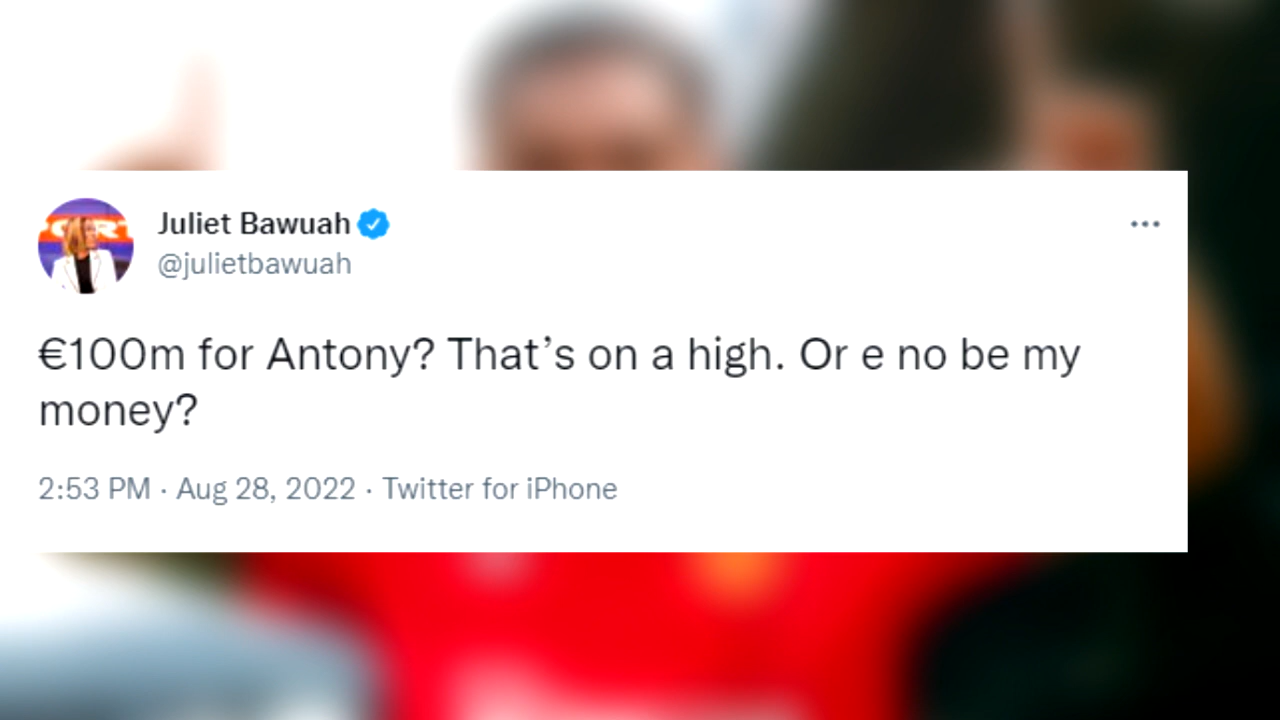 Juliet Bawuah
@julietbawuah
€100m for Antony? That’s on a high. Or e no be my
money?
2:53 PM · Aug 28, 2022 · Twitter for iPhone